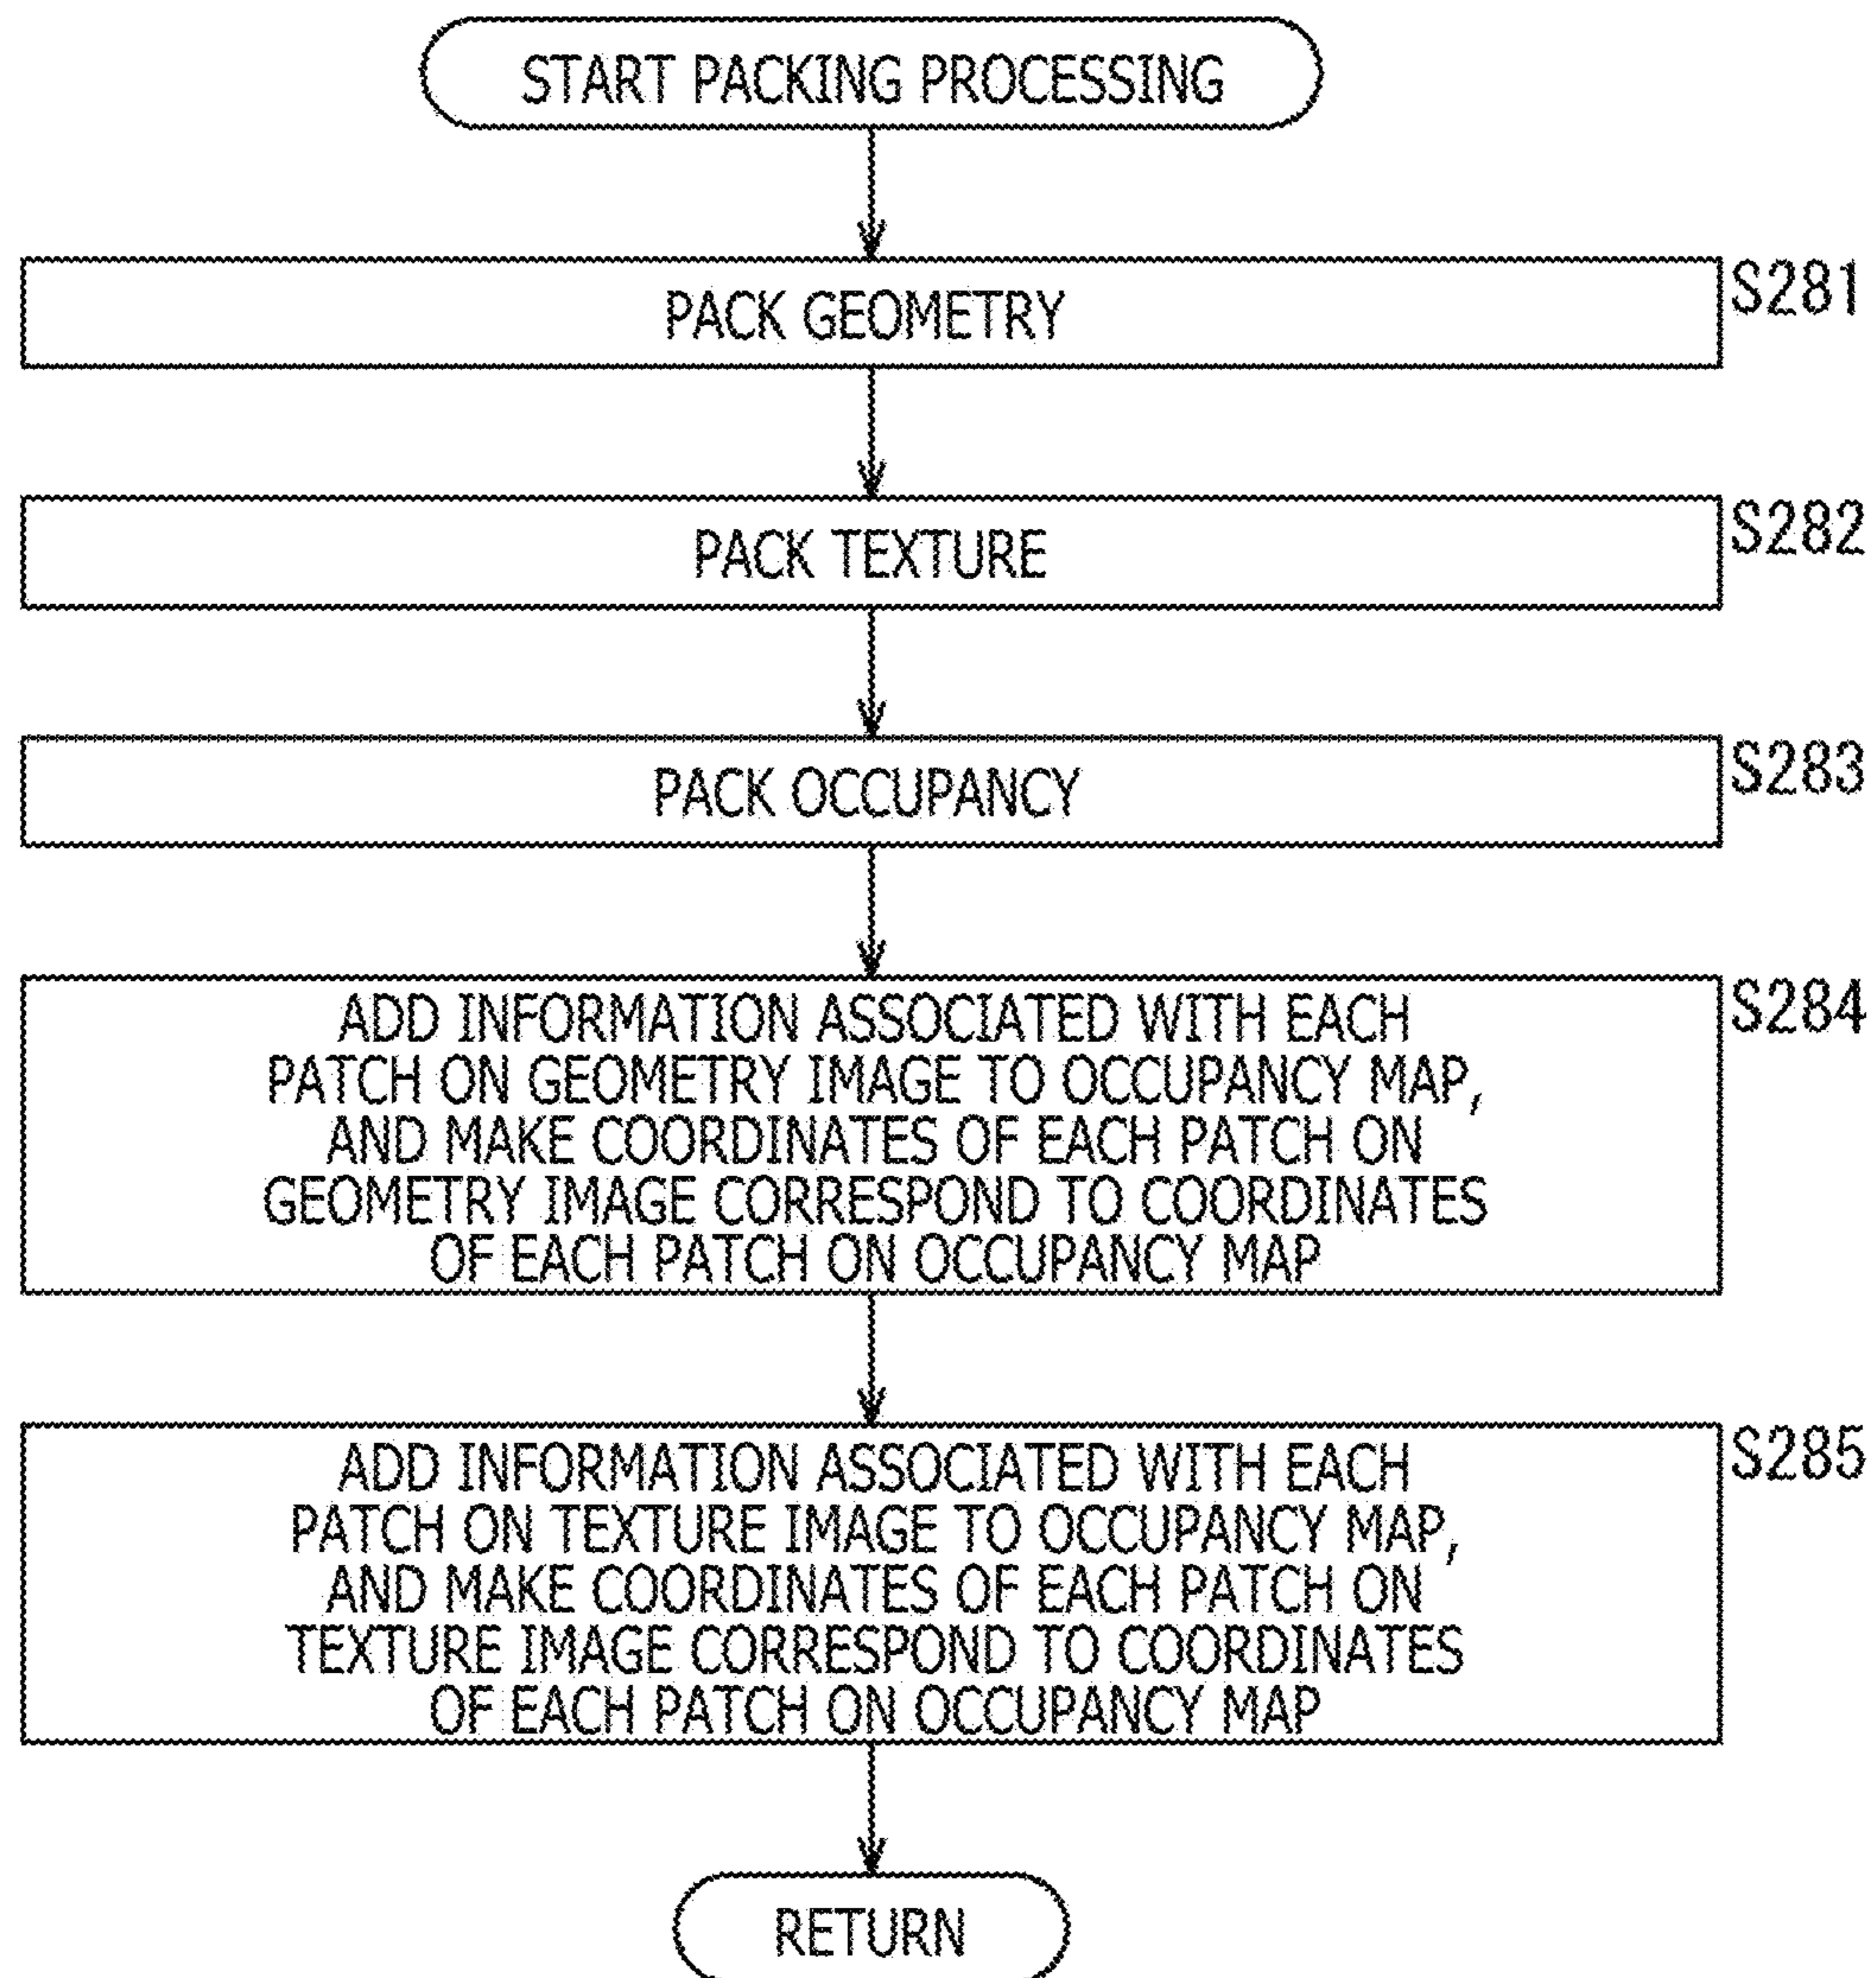 START PACKING PROCESSING
PACK GEOMETRY
S281
PACK TEXTURE
S282
PACK OCCUPANCY
S283
ADD INFORMATION ASSOCIATED WITH EACH
S284
PATCH ON GEOMETRY IMAGE TO OCCUPANCY MAP,
AND MAKE COORDINATES OF EACH PATCH ON
GEOMETRY IMAGE CORRESPOND TO COORDINATES
OF EACH PATCH ON OCCUPANCY MAP
ADD INFORMATION ASSOCIATED WITH EACH
S285
PATCH ON TEXTURE IMAGE TO OCCUPANCY MAP,
AND MAKE COORDINATES OF EACH PATCH ON
TEXTURE IMAGE CORRESPOND TO COORDINATES
OF EACH PATCH ON OCCUPANCY MAP
RETURN